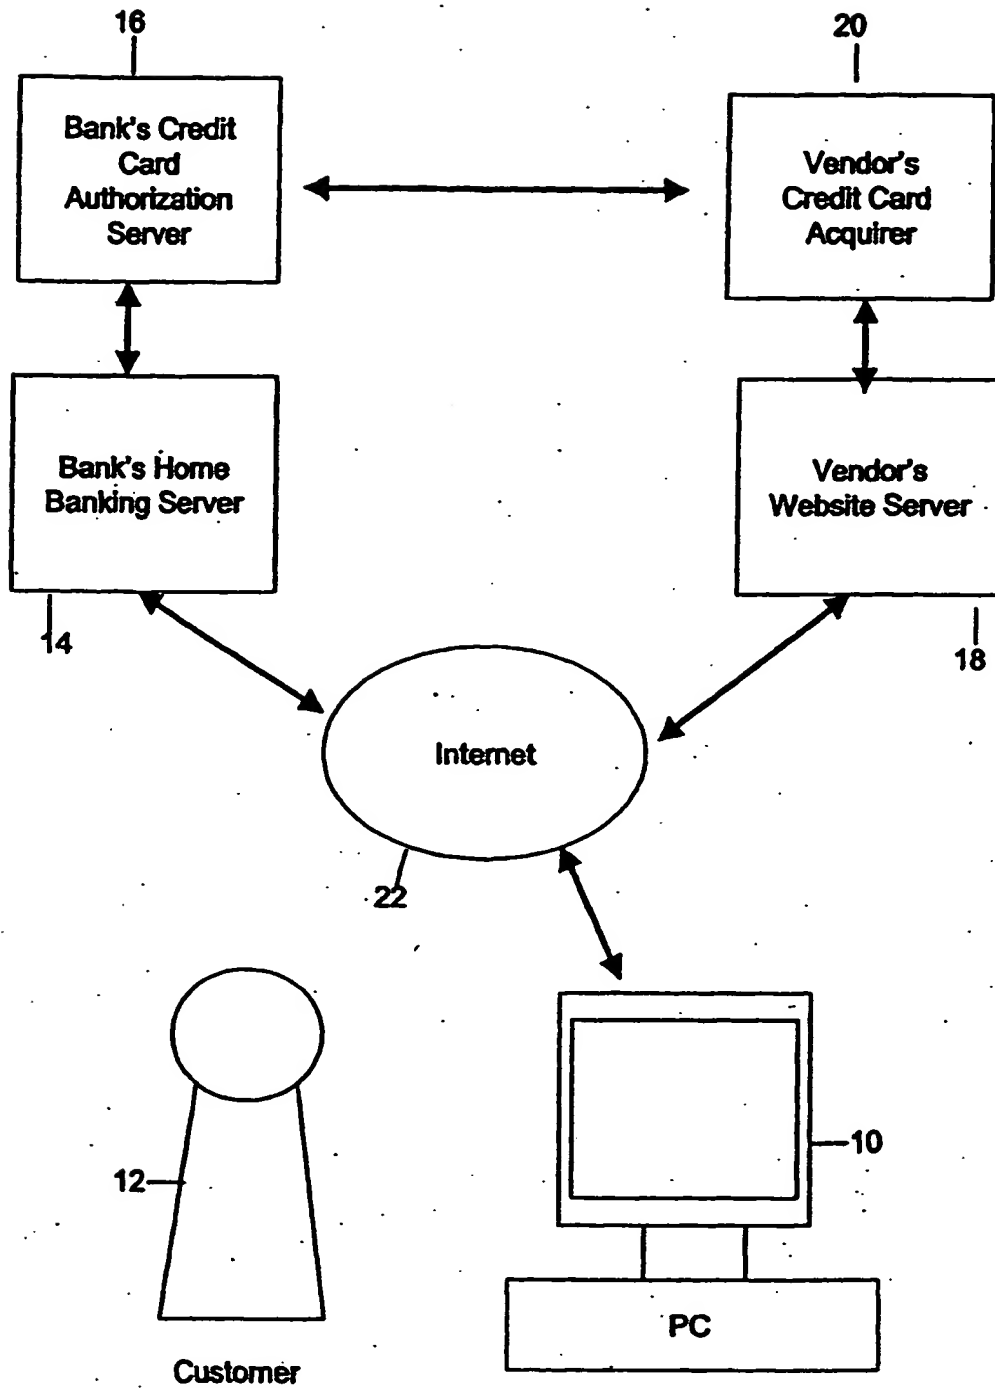 16
20
Bank's Credit
Card
Authorization
Server
Vendor's
Credit Card
Acquirer
Bank's Home
Banking Server
Vendor's
Website Server
14
18
Internet
22
12
10
PC
Customer